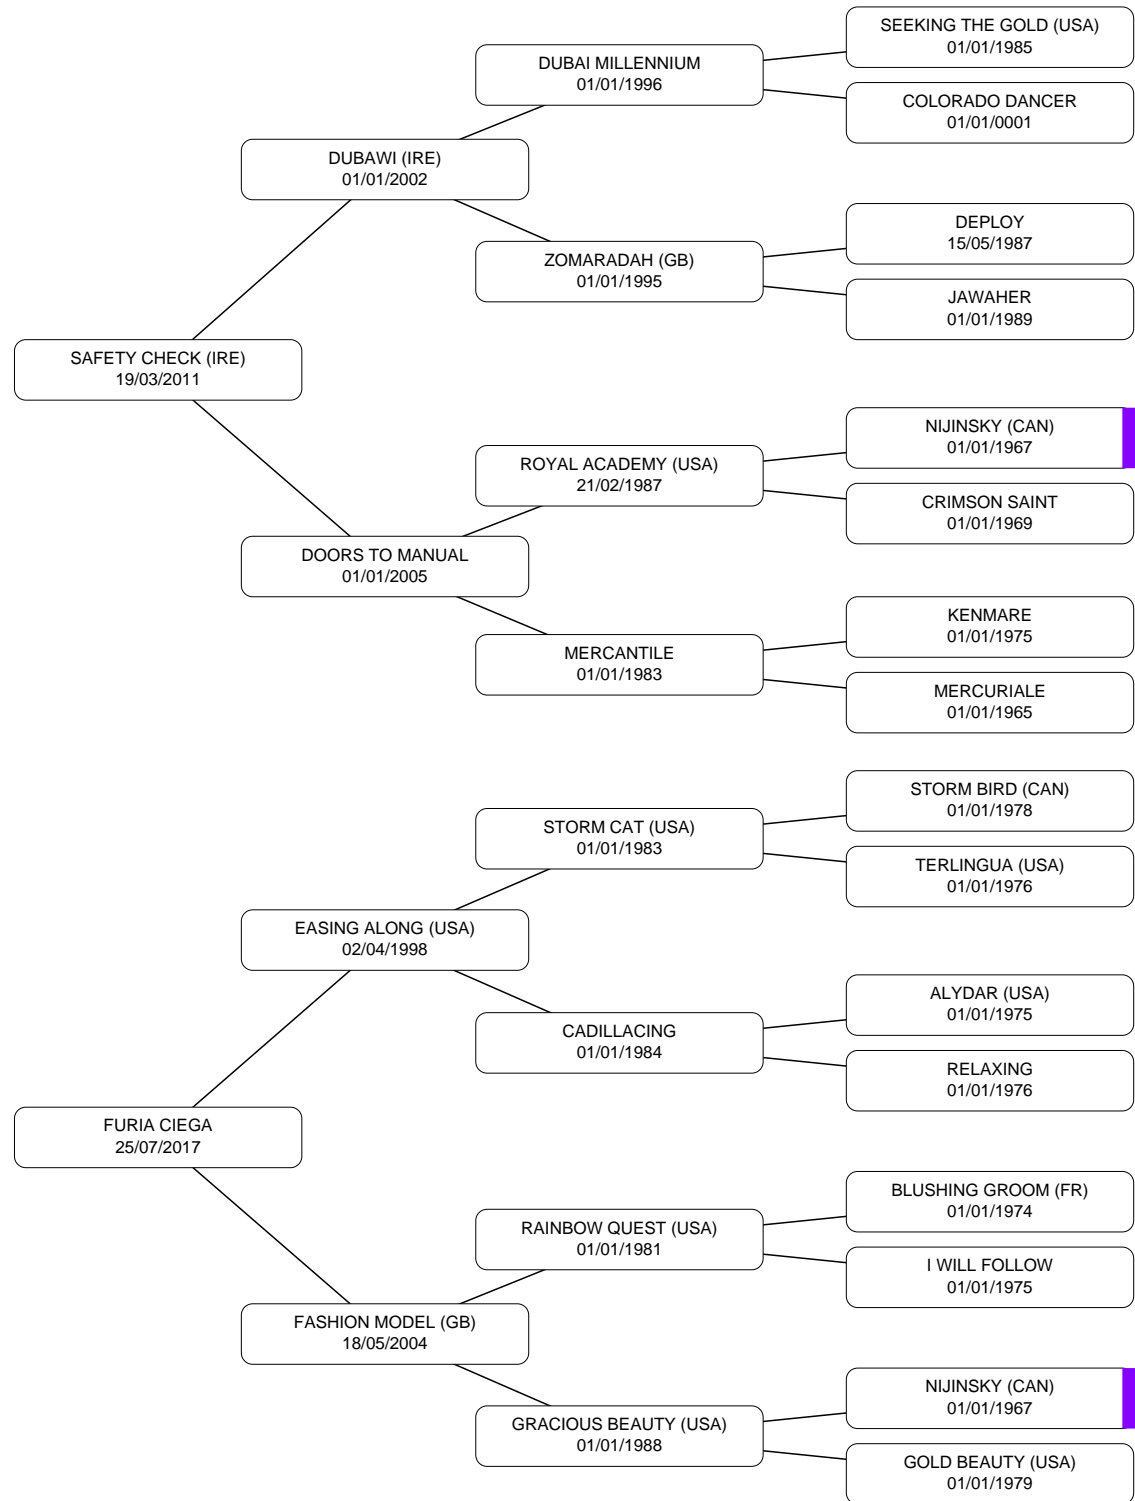 SEEKING THE GOLD (USA)
01/01/1985
DUBAI MILLENNIUM
01/01/1996
COLORADO DANCER
01/01/0001
DUBAWI (IRE)
01/01/2002
DEPLOY
15/05/1987
ZOMARADAH (GB)
01/01/1995
JAWAHER
01/01/1989
SAFETY CHECK (IRE)
19/03/2011
NIJINSKY (CAN)
01/01/1967
ROYAL ACADEMY (USA)
21/02/1987
CRIMSON SAINT
01/01/1969
DOORS TO MANUAL
01/01/2005
KENMARE
01/01/1975
MERCANTILE
01/01/1983
MERCURIALE
01/01/1965
STORM BIRD (CAN)
01/01/1978
STORM CAT (USA)
01/01/1983
TERLINGUA (USA)
01/01/1976
EASING ALONG (USA)
02/04/1998
ALYDAR (USA)
01/01/1975
CADILLACING
01/01/1984
RELAXING
01/01/1976
FURIA CIEGA
25/07/2017
BLUSHING GROOM (FR)
01/01/1974
RAINBOW QUEST (USA)
01/01/1981
I WILL FOLLOW
01/01/1975
FASHION MODEL (GB)
18/05/2004
NIJINSKY (CAN)
01/01/1967
GRACIOUS BEAUTY (USA)
01/01/1988
GOLD BEAUTY (USA)
01/01/1979